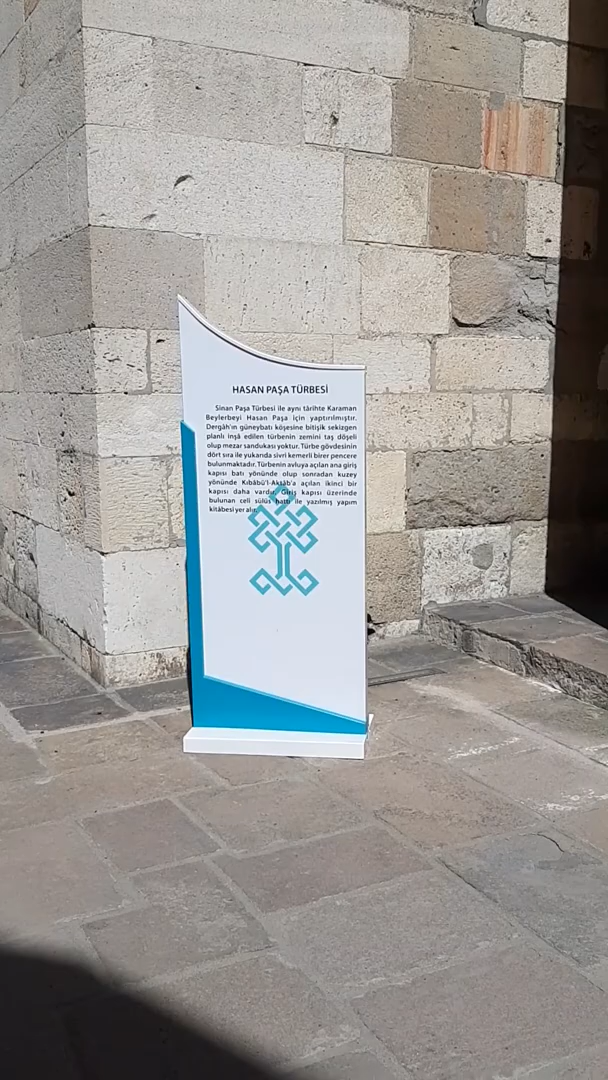 HASAN PAŞA TÜRBESİ
Sinan Paşa Türbesi ile aynı târihte Karaman
Beylerbeyi Hasan Paşa için yaptırılmıştır.
Dergâh'ın güneybatı köşesine bitişik sekizgen
planlı inşâ edilen türbenin zemini taş döşeli
olup mezar sandukası yoktur. Türbe gövdesinin
dört sıra ile yukarıda sivri kemerli birer pencere
bulunmaktadır. Türbenin avluya açılan ana giriş
kapısı batı yönünde olup sonradan kuzey
yönünde Kıbâbü'l-Aktâb'a açılan ikinci bir
kapısı daha vardır. Giriş kapısı üzerinde
bulunan celî sülüs hattı ile yazılmış yapım
kitâbesi yer alır.